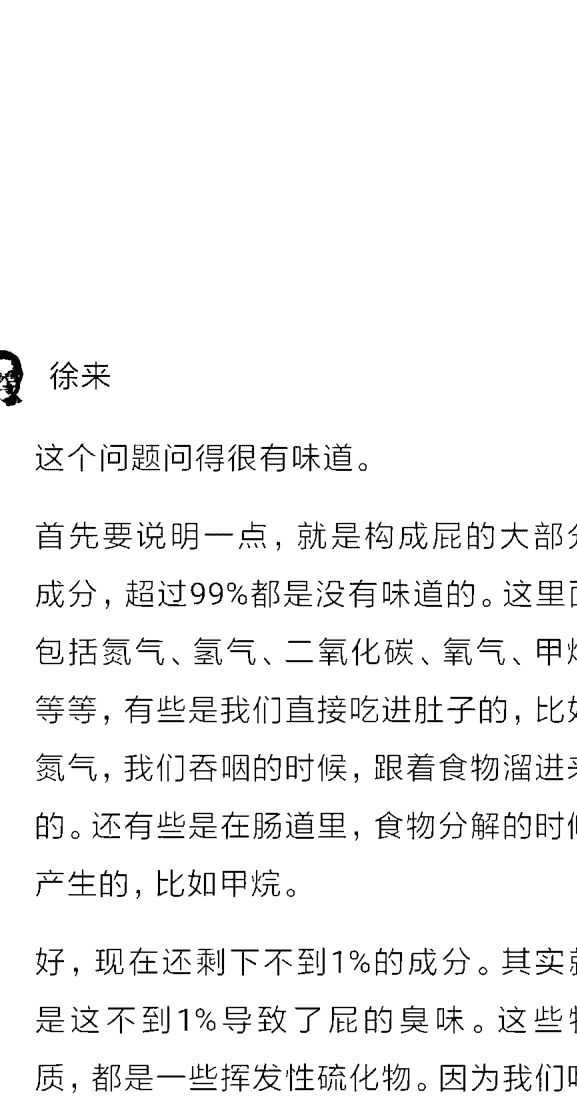 徐来
这个问题问得很有味道。
首先要说明一点，就是构成屁的大部
成分，超过99%都是没有味道的。这里
包括氮气、氢气、二氧化碳、氧气、甲
等等，有些是我们直接吃进肚子的，比
氮气，我们吞咽的时候，跟着食物溜进
的。还有些是在肠道里，食物分解的时
产生的，比如甲烷。
好，现在还剩下不到1%的成分。其实
是这不到1%导致了屁的臭味。这些
质，都是一些挥发性硫化物。因为我们